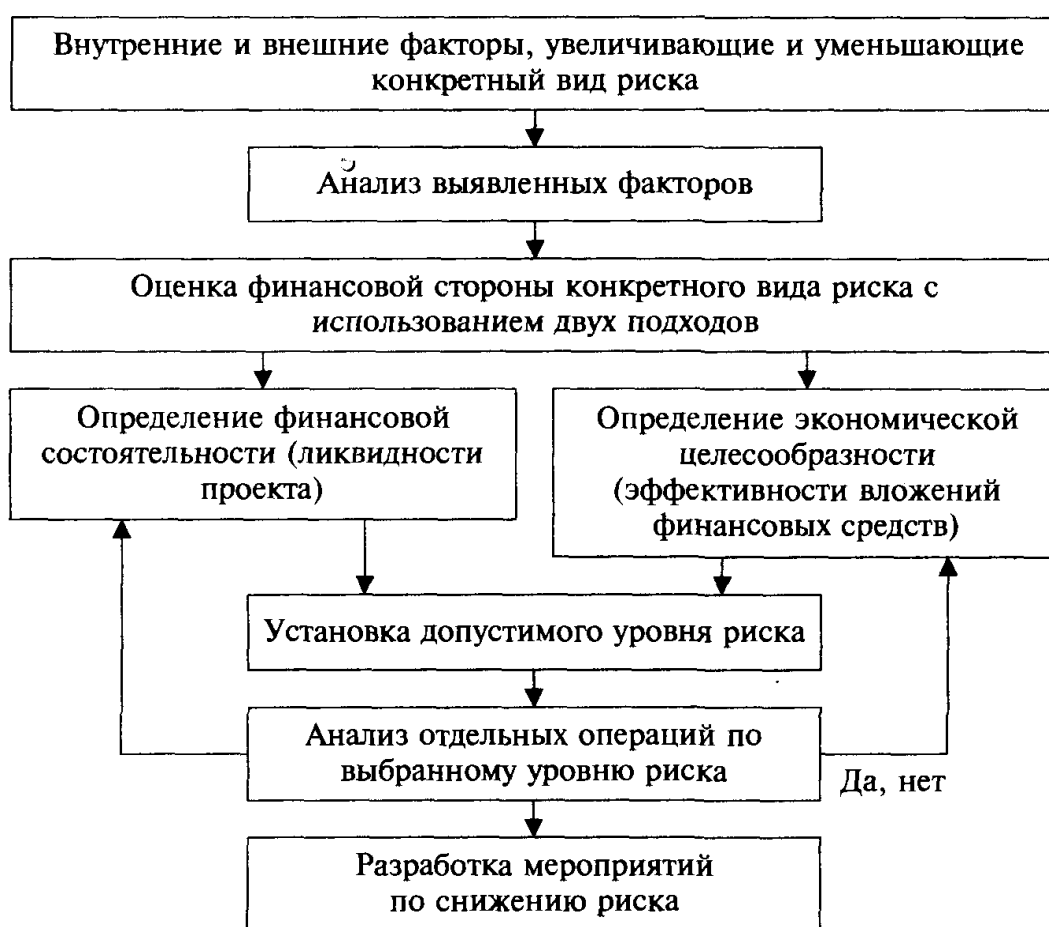 Внутренние и внешние факторы, увеличивающие и уменьшающие
конкретный вид риска
Анализ выявленных факторов
Оценка финансовой стороны конкретного вида риска с
использованием двух подходов
Определение финансовой
состоятельности (ликвидности
проекта)
Определение экономической
целесообразности
(эффективности вложений
финансовых средств)
Установка допустимого уровня риска
Анализ отдельных операций по
выбранному уровню риска
Да, нет
Разработка мероприятий
по снижению риска